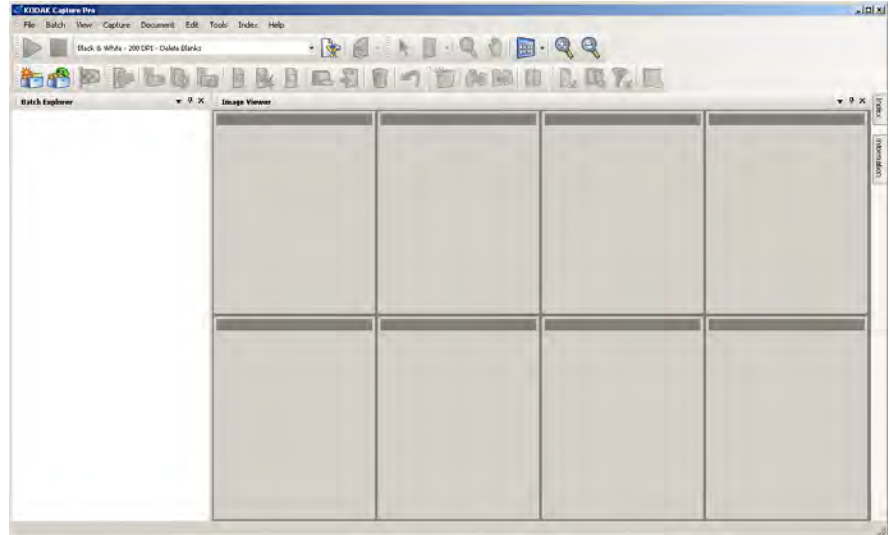 KODAK Capture Pro
File Batch View Capture Document Edit Tools Index Help
Black & White - 200 DPI - Delete Blanks
Batch Explorer
Image Viewer
Index
Information